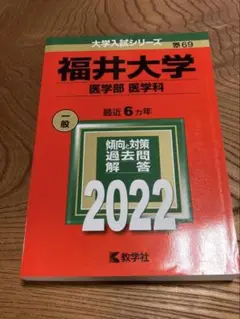 大学入試シリーズ
69
福井大学
医学部 医学科
最近6カ年
一般
傾向と対策
過去問
解答
2022
教学社